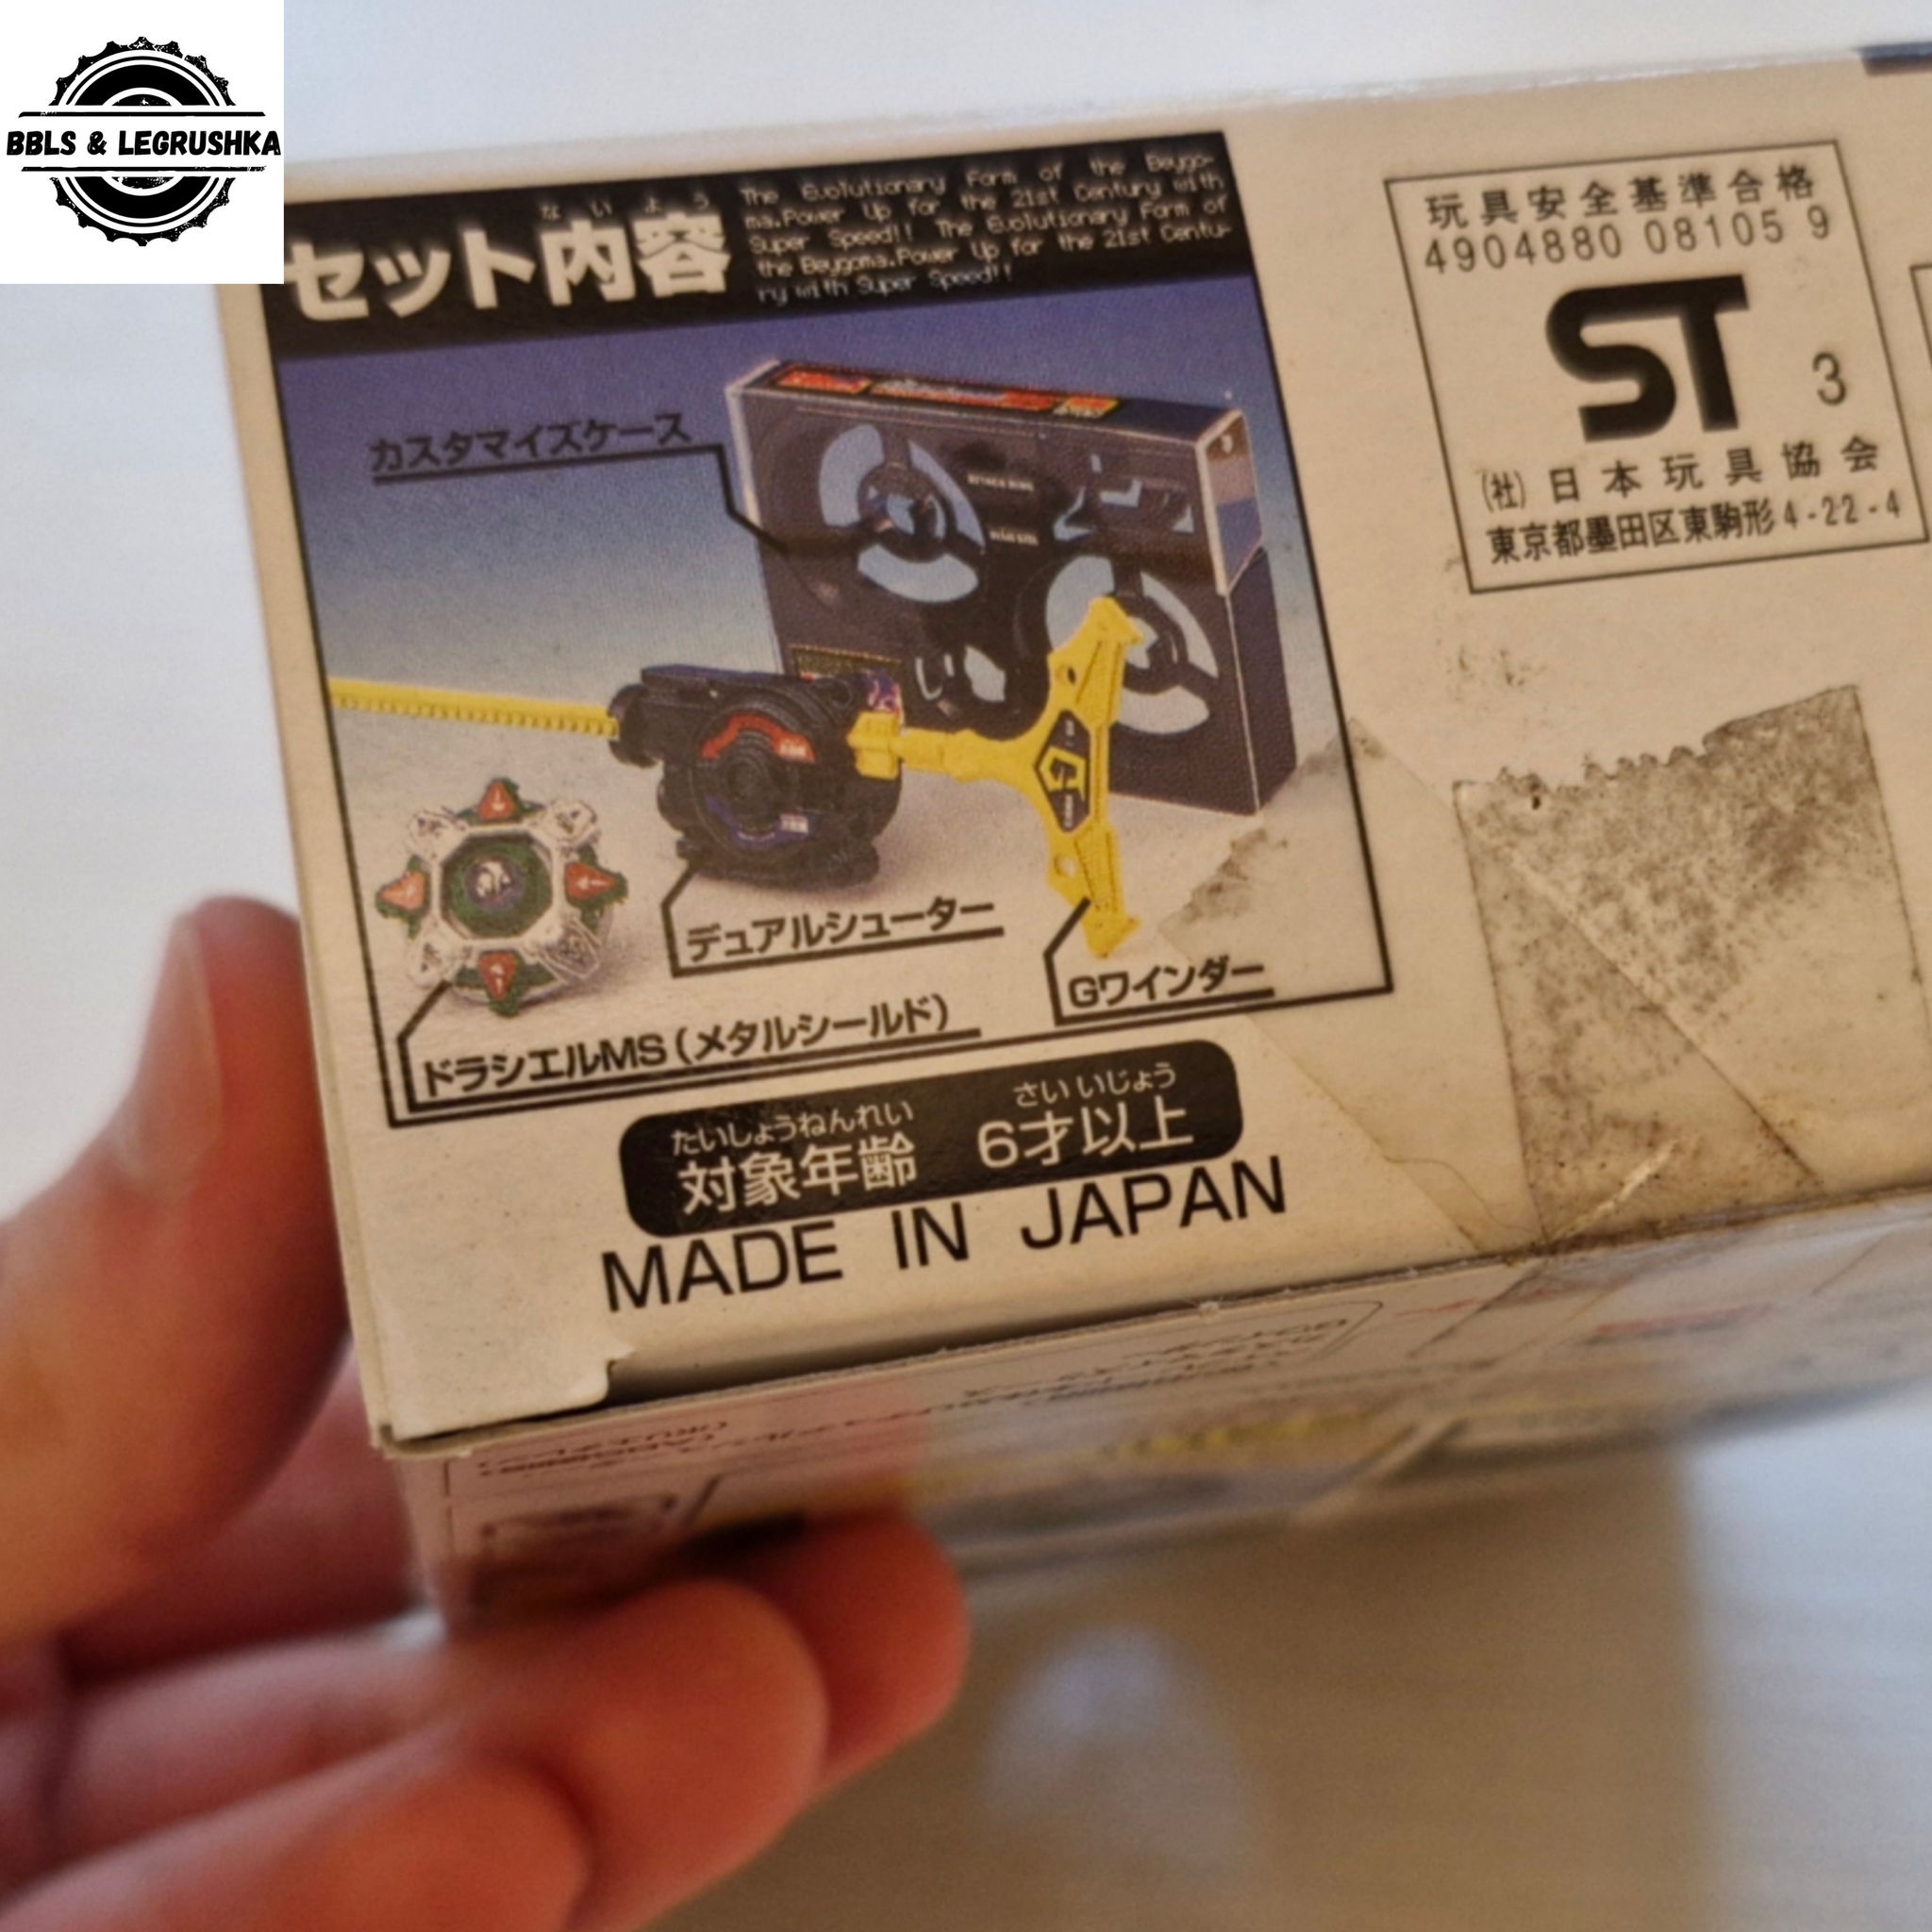 BBLS & LEGRUSHKA
ないよう
セット内容
The Evolutionary Form of the Beygo-
ma.Power Up for the 21st Century with
Super Speed!! The Evolutionary Form of
the Beygoma.Power Up for the 21st Centu-
ry with Super Speed!!
カスタマイズケース
デュアルシューター
Gワインダー
ドラシエルMS(メタルシールド)
たいしょうねんれい さいいじょう
対象年齢 6才以上
MADE IN JAPAN
玩具安全基準合格
4904880 08105 9
ST 3
(社)日本玩具協会
東京都墨田区東駒形4-22-4